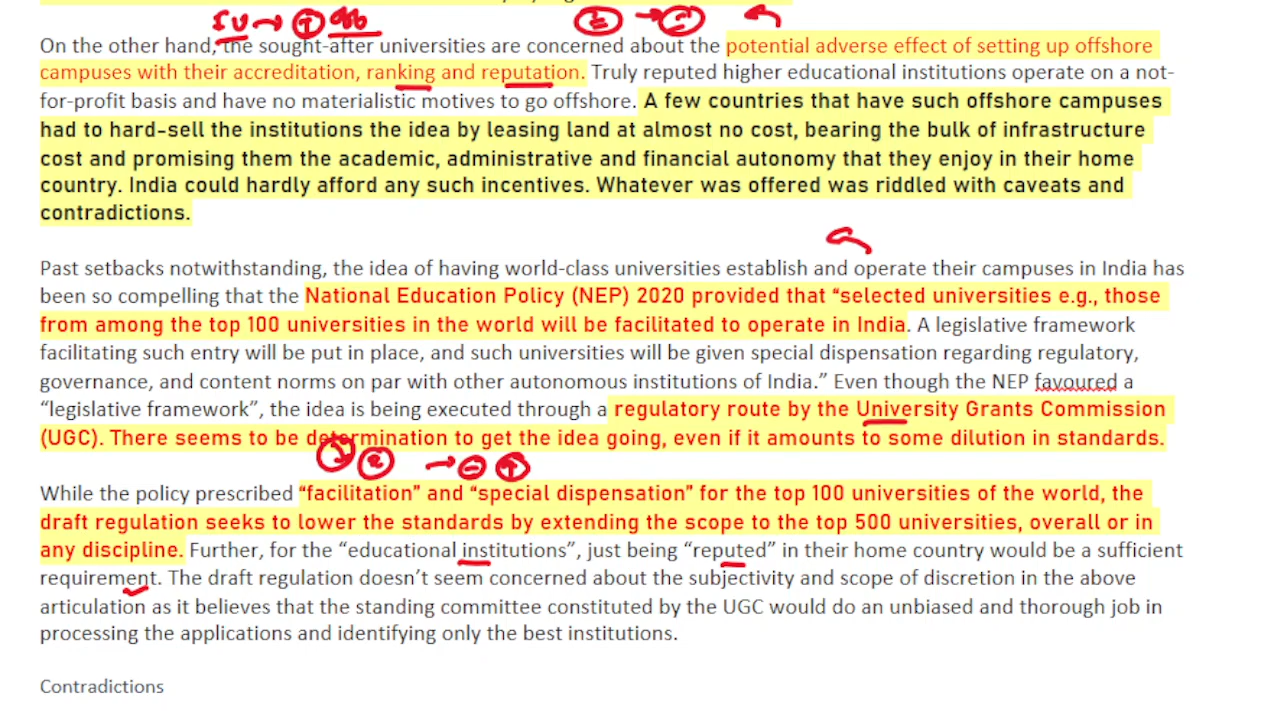 On the other hand, the sought-after universities are concerned about the potential adverse effect of setting up offshore
campuses with their accreditation, ranking and reputation. Truly reputed higher educational institutions operate on a not-
for-profit basis and have no materialistic motives to go offshore. A few countries that have such offshore campuses
had to hard-sell the institutions the idea by leasing land at almost no cost, bearing the bulk of infrastructure
cost and promising them the academic, administrative and financial autonomy that they enjoy in their home
country. India could hardly afford any such incentives. Whatever was offered was riddled with caveats and
contradictions.
Past setbacks notwithstanding, the idea of having world-class universities establish and operate their campuses in India has
been so compelling that the National Education Policy (NEP) 2020 provided that “selected universities e.g., those
from among the top 100 universities in the world will be facilitated to operate in India. A legislative framework
facilitating such entry will be put in place, and such universities will be given special dispensation regarding regulatory,
governance, and content norms on par with other autonomous institutions of India.” Even though the NEP favoured a
“legislative framework”, the idea is being executed through a regulatory route by the University Grants Commission
(UGC). There seems to be determination to get the idea going, even if it amounts to some dilution in standards.
While the policy prescribed “facilitation” and “special dispensation” for the top 100 universities of the world, the
draft regulation seeks to lower the standards by extending the scope to the top 500 universities, overall or in
any discipline. Further, for the “educational institutions”, just being “reputed” in their home country would be a sufficient
requirement. The draft regulation doesn’t seem concerned about the subjectivity and scope of discretion in the above
articulation as it believes that the standing committee constituted by the UGC would do an unbiased and thorough job in
processing the applications and identifying only the best institutions.
Contradictions